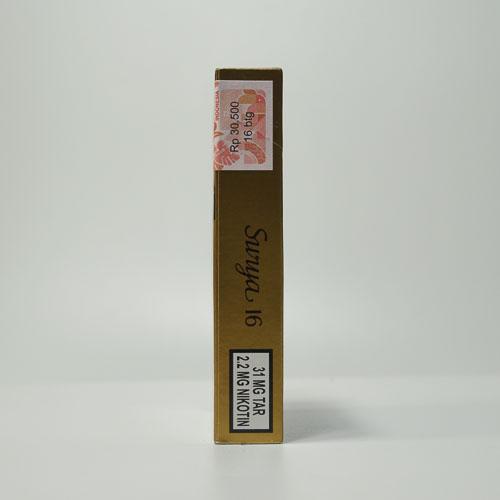 INDONESIA
Rp 30.500
16 btg
Surya 16
31 MG TAR
2.2 MG NIKOTIN